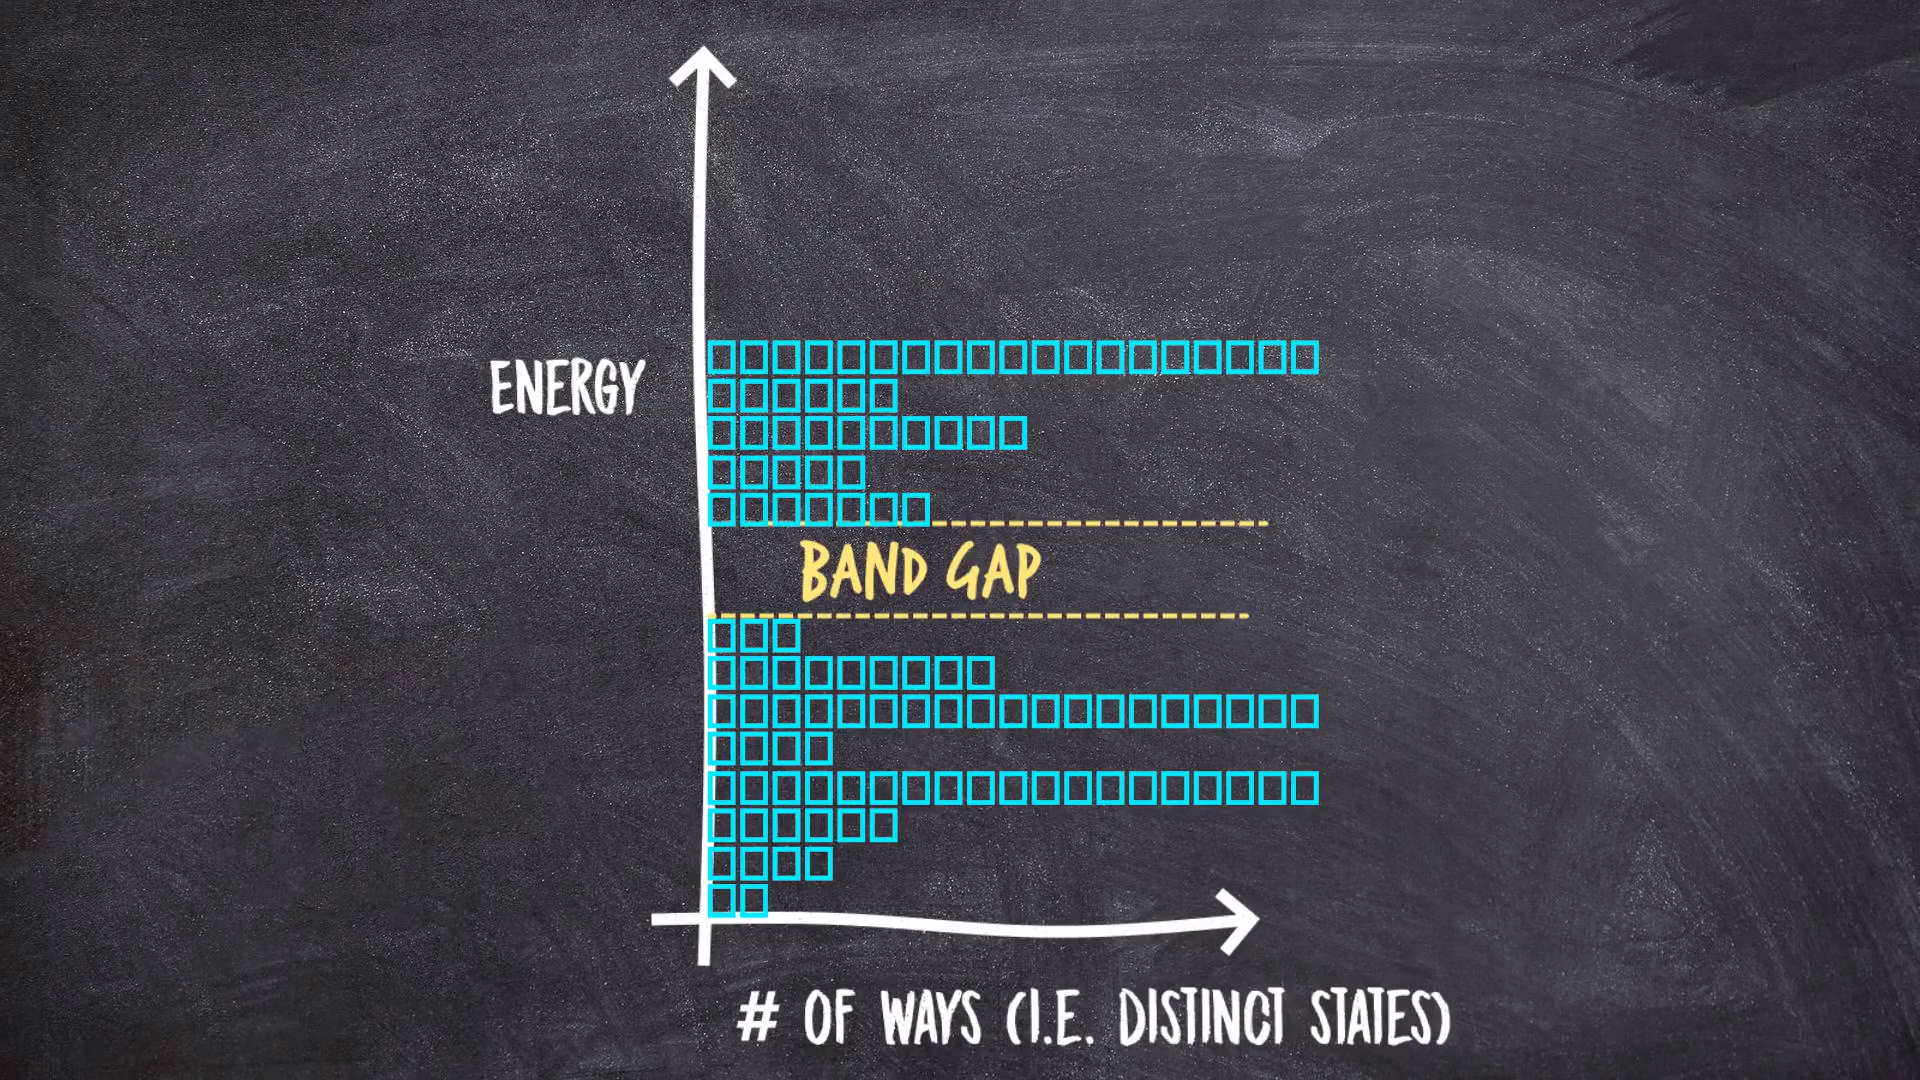 ENERGY
BAND GAP
# OF WAYS (I.E. DISTINCT STATES)